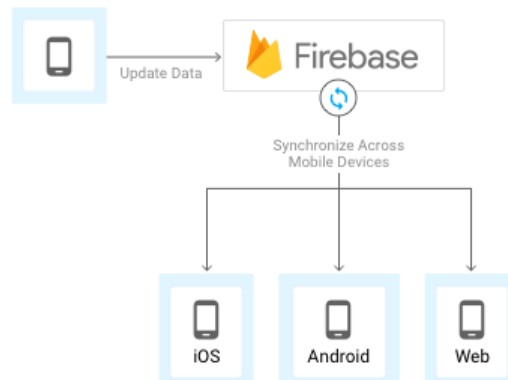 Update Data
Firebase
Synchronize Across
Mobile Devices
iOS
Android
Web